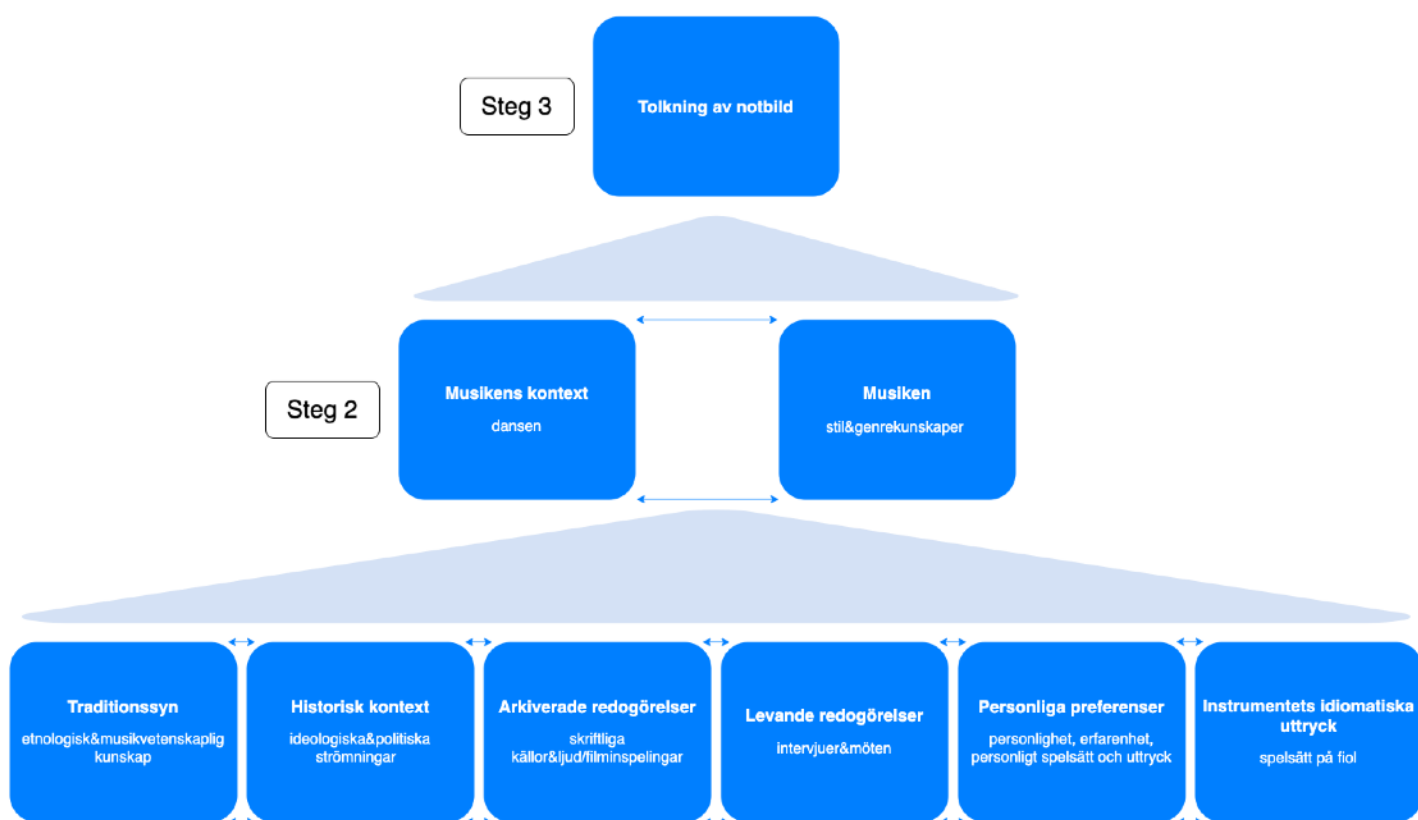 Steg 3
Tolkning av notbild
Steg 2
Musikens kontext
dansen
Musiken
stil&genrekunskaper
Traditionssyn
etnologisk&musikvetenskaplig
kunskap
Historisk kontext
ideologiska&politiska
strömningar
Arkiverade redogörelser
skriftliga
källor&ljud/filminspelingar
Levande redogörelser
intervjuer&möten
Personliga preferenser
personlighet, erfarenhet,
personligt spelsätt och uttryck
Instrumentets idiomatiska
uttryck
spelsätt på fiol